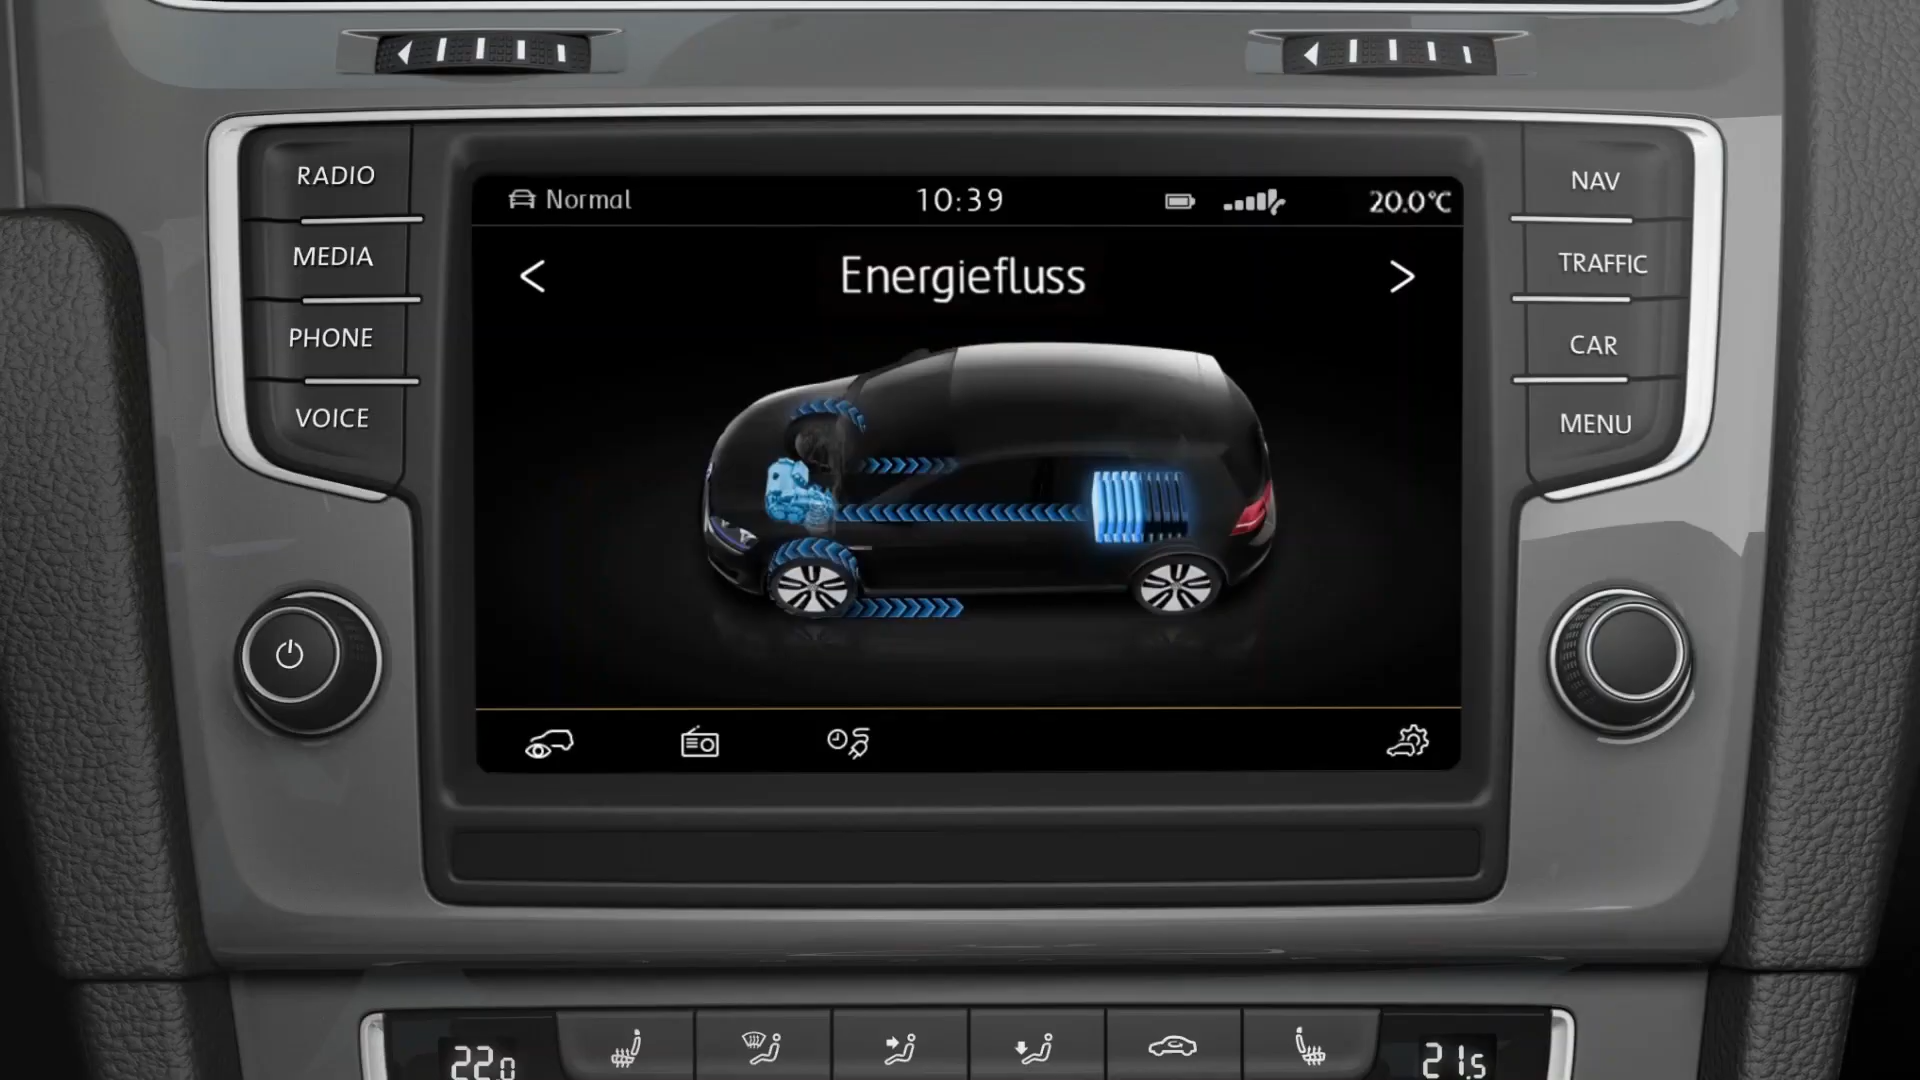 RADIO
MEDIA
PHONE
VOICE
Normal
10:39
20.0°C
Energiefluss
NAV
TRAFFIC
CAR
MENU
22.0
21.5